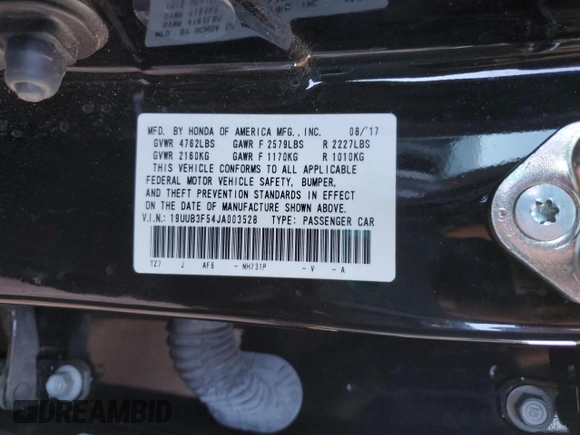 MFD. BY HONDA OF AMERICA MFG., INC. 08/'17
GVWR 4762LBS GAWR F 2579LBS R 2227LBS
GVWR 2160KG GAWR F 1170KG R 1010KG
THIS VEHICLE CONFORMS TO ALL APPLICABLE
FEDERAL MOTOR VEHICLE SAFETY, BUMPER,
AND THEFT PREVENTION STANDARDS IN EFFECT
ON THE DATE OF MANUFACTURE SHOWN ABOVE.
V.I.N.: 19UUB3F54JA003528 TYPE: PASSENGER CAR
TZ7 J AF6 - NH731P - V - A
DREAMBID